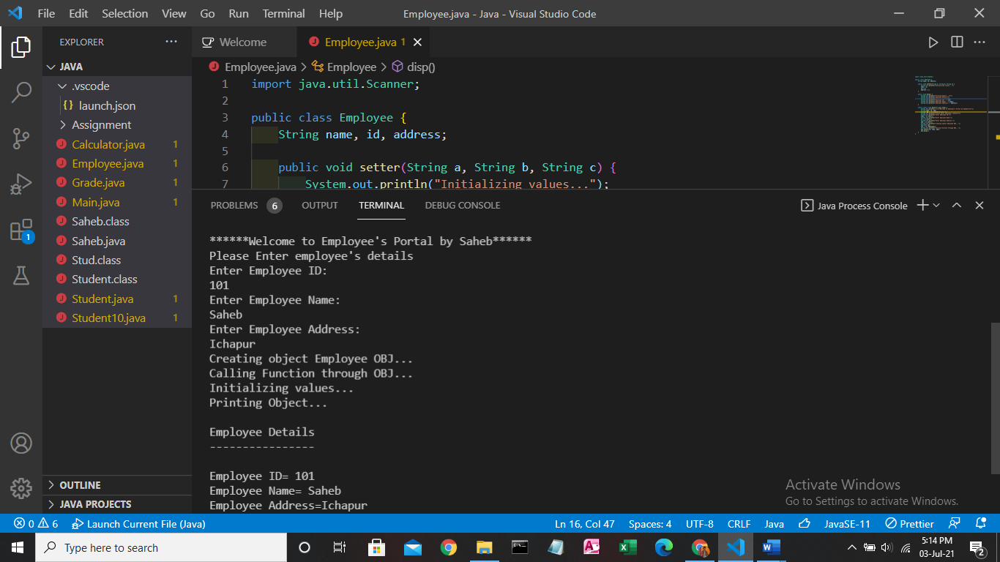 File Edit Selection View Go Run Terminal Help Employee.java - Java - Visual Studio Code
EXPLORER
JAVA
.vscode
{} launch.json
Assignment
Calculator.java 1
Employee.java 1
Grade.java 1
Main.java 1
Saheb.class
Saheb.java
Stud.class
Student.class
Student.java 1
Student10.java 1
OUTLINE
JAVA PROJECTS
Welcome Employee.java 1
Employee.java > Employee > disp()
1 import java.util.Scanner;
2
3 public class Employee {
4 String name, id, address;
5
6 public void setter(String a, String b, String c) {
7 System.out.println("Initializing values...");
PROBLEMS 6 OUTPUT TERMINAL DEBUG CONSOLE Java Process Console
******Welcome to Employee's Portal by Saheb******
Please Enter employee's details
Enter Employee ID:
101
Enter Employee Name:
Saheb
Enter Employee Address:
Ichapur
Creating object Employee OBJ...
Calling Function through OBJ...
Initializing values...
Printing Object...
Employee Details
----------------
Employee ID= 101
Employee Name= Saheb
Employee Address=Ichapur
Activate Windows
Go to Settings to activate Windows.
1
0 6 Launch Current File (Java) Ln 16, Col 47 Spaces: 4 UTF-8 CRLF Java JavaSE-11 Prettier
Type here to search
5:14 PM
03-Jul-21
2